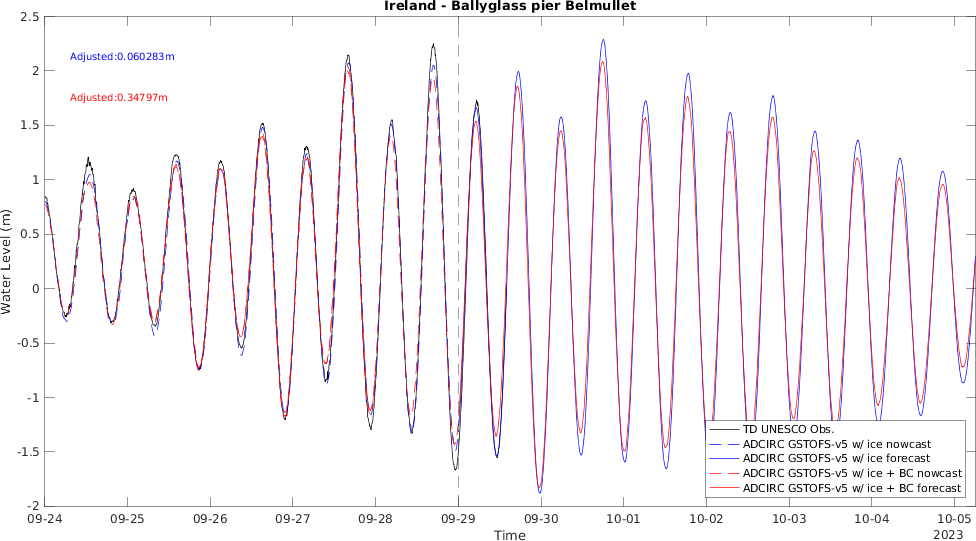 Ireland - Ballyglass pier Belmullet
2.5
2
1.5
1
0.5
0
-0.5
-1
-1.5
-2
Water Level (m)
Adjusted:0.060283m
Adjusted:0.34797m
TD UNESCO Obs.
ADCIRC GSTOFS-v5 w/ ice nowcast
ADCIRC GSTOFS-v5 w/ ice forecast
ADCIRC GSTOFS-v5 w/ ice + BC nowcast
ADCIRC GSTOFS-v5 w/ ice + BC forecast
09-24 09-25 09-26 09-27 09-28 09-29 09-30 10-01 10-02 10-03 10-04 10-05
Time
2023